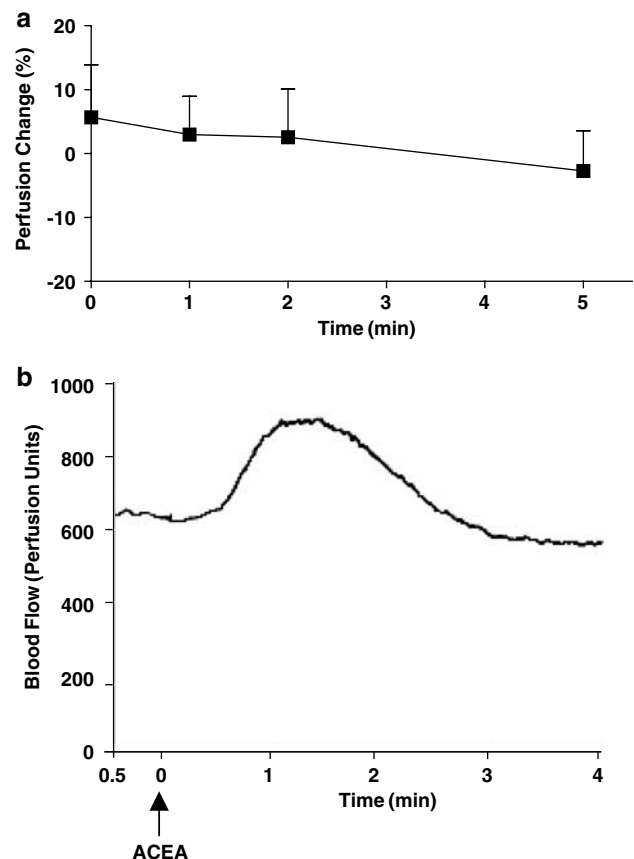 a
Perfusion Change (%)
20
10
0
-10
-20
0 1 2 3 4 5
Time (min)
b
Blood Flow (Perfusion Units)
1000
800
600
400
200
0
0.5 0 1 2 3 4
Time (min)
ACEA